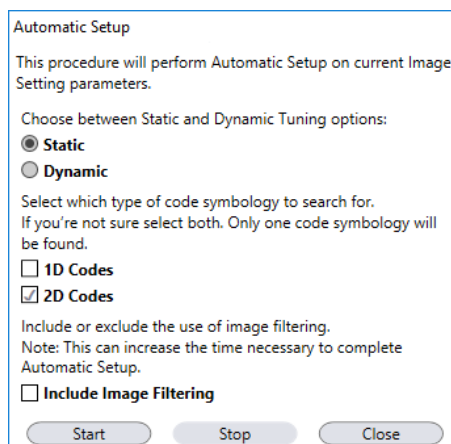 Automatic Setup
This procedure will perform Automatic Setup on current Image
Setting parameters.
Choose between Static and Dynamic Tuning options:
Static
Dynamic
Select which type of code symbology to search for.
If you're not sure select both. Only one code symbology will
be found.
1D Codes
2D Codes
Include or exclude the use of image filtering.
Note: This can increase the time necessary to complete
Automatic Setup.
Include Image Filtering
Start Stop Close